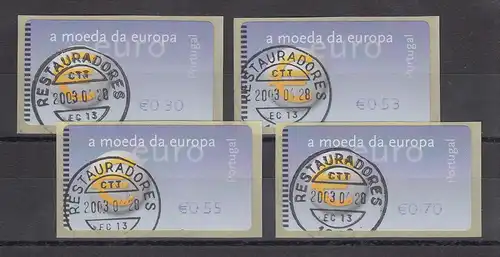 a moeda da europa
euro
Portugal
RESTAURADORES
CTT
2003 04 28
EC 13
€0.30
a moeda da europa
euro
Portugal
RESTAURADORES
CTT
2003 04 28
EC 13
€0.53
a moeda da europa
euro
Portugal
RESTAURADORES
CTT
2003 04 28
EC 13
€0.55
a moeda da europa
euro
Portugal
RESTAURADORES
CTT
2003 04 28
EC 13
€0.70